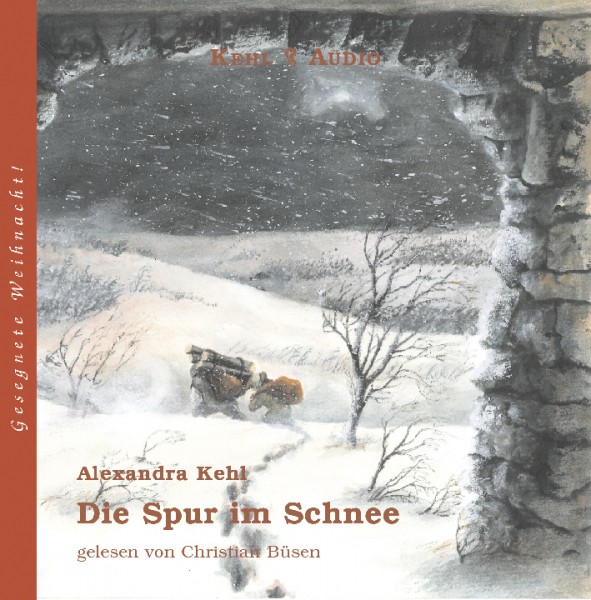 Kehl & Audio
Gesegnete Weihnacht!
Alexandra Kehl
Die Spur im Schnee
gelesen von Christian Büsen